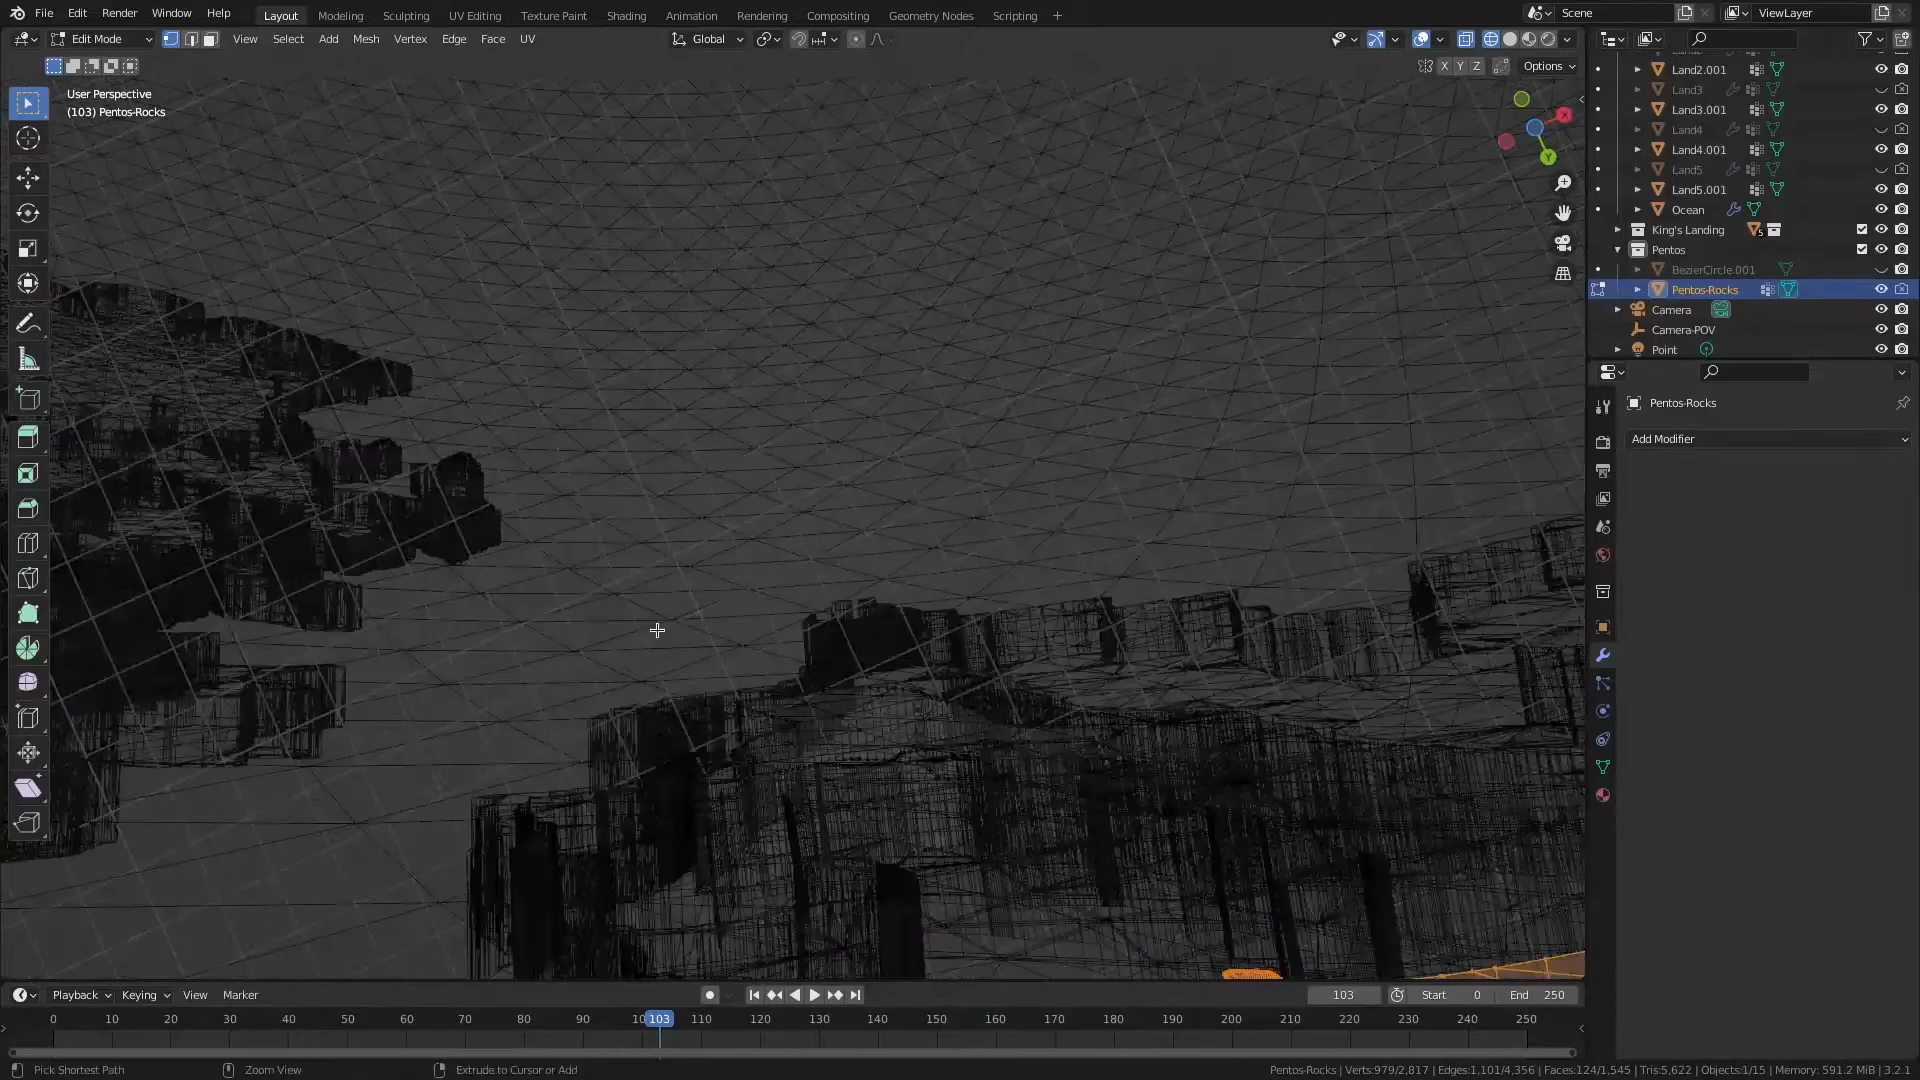 File Edit Render Window Help Layout Modeling Sculpting UV Editing Texture Paint Shading Animation Rendering Compositing Geometry Nodes Scripting + Scene ViewLayer
Edit Mode View Select Add Mesh Vertex Edge Face UV Global
X Y Z Options
User Perspective
(103) Pentos-Rocks
X
Y
Land2.001
Land3
Land3.001
Land4
Land4.001
Land5
Land5.001
Ocean
King's Landing 5
Pentos
BezierCircle.001
Pentos-Rocks
Camera
Camera-POV
Point
Pentos-Rocks
Add Modifier
Playback Keying View Marker 103 Start 0 End 250
0 10 20 30 40 50 60 70 80 90 10 103 110 120 130 140 150 160 170 180 190 200 210 220 230 240 250
Pick Shortest Path Zoom View Extrude to Cursor or Add Pentos-Rocks | Verts:979/2,817 | Edges:1,101/4,356 | Faces:124/1,545 | Tris:5,622 | Objects:1/15 | Memory: 591.2 MiB | 3.2.1